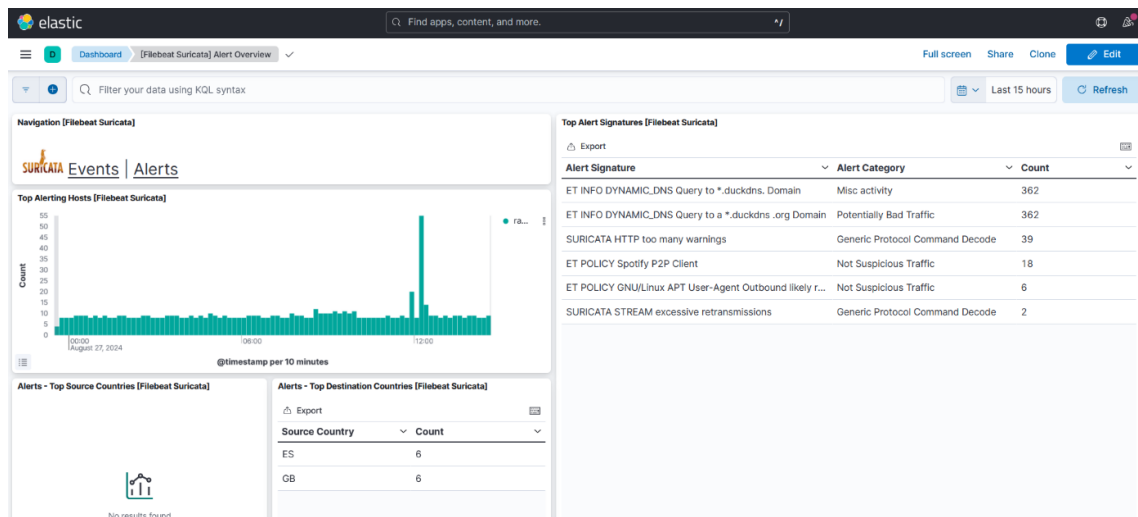 elastic
Find apps, content, and more.
^/
D
Dashboard
[Filebeat Suricata] Alert Overview
Full screen
Share
Clone
Edit
Filter your data using KQL syntax
Last 15 hours
Refresh
Navigation [Filebeat Suricata]
SURICATA Events | Alerts
Top Alerting Hosts [Filebeat Suricata]
55
50
45
40
35
30
25
20
15
10
5
0
Count
00:00
August 27, 2024
06:00
12:00
@timestamp per 10 minutes
ra...
Alerts - Top Source Countries [Filebeat Suricata]
No results found
Alerts - Top Destination Countries [Filebeat Suricata]
Export
Source Country Count
ES 6
GB 6
Top Alert Signatures [Filebeat Suricata]
Export
Alert Signature Alert Category Count
ET INFO DYNAMIC_DNS Query to *.duckdns. Domain Misc activity 362
ET INFO DYNAMIC_DNS Query to a *.duckdns .org Domain Potentially Bad Traffic 362
SURICATA HTTP too many warnings Generic Protocol Command Decode 39
ET POLICY Spotify P2P Client Not Suspicious Traffic 18
ET POLICY GNU/Linux APT User-Agent Outbound likely r... Not Suspicious Traffic 6
SURICATA STREAM excessive retransmissions Generic Protocol Command Decode 2